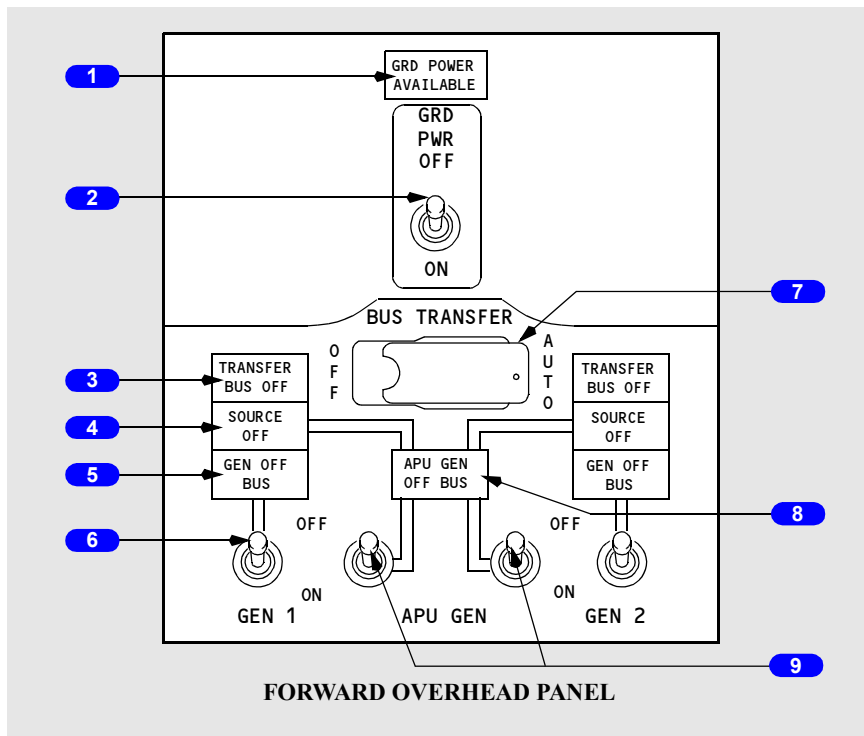 1
GRD POWER
AVAILABLE
GRD
PWR
OFF
2
ON
7
BUS TRANSFER
OFF
AUTO
3
TRANSFER
BUS OFF
TRANSFER
BUS OFF
4
SOURCE
OFF
SOURCE
OFF
5
GEN OFF
BUS
APU GEN
OFF BUS
GEN OFF
BUS
8
6
OFF
OFF
ON
ON
GEN 1
APU GEN
GEN 2
9
FORWARD OVERHEAD PANEL